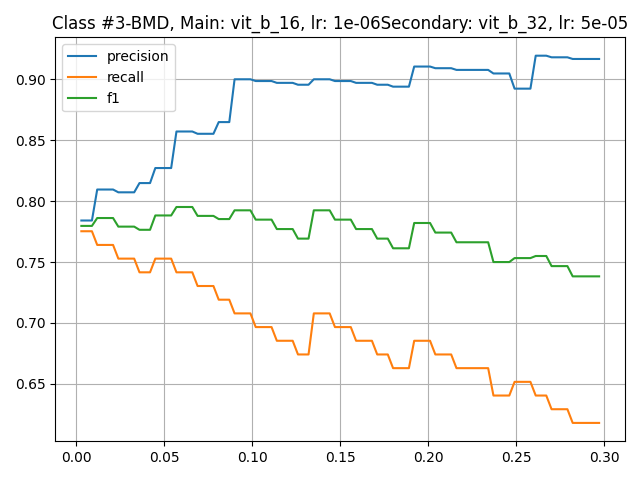 Class #3-BMD, Main: vit_b_16, lr: 1e-06Secondary: vit_b_32, lr: 5e-05
precision
recall
f1
0.90
0.85
0.80
0.75
0.70
0.65
0.00 0.05 0.10 0.15 0.20 0.25 0.30